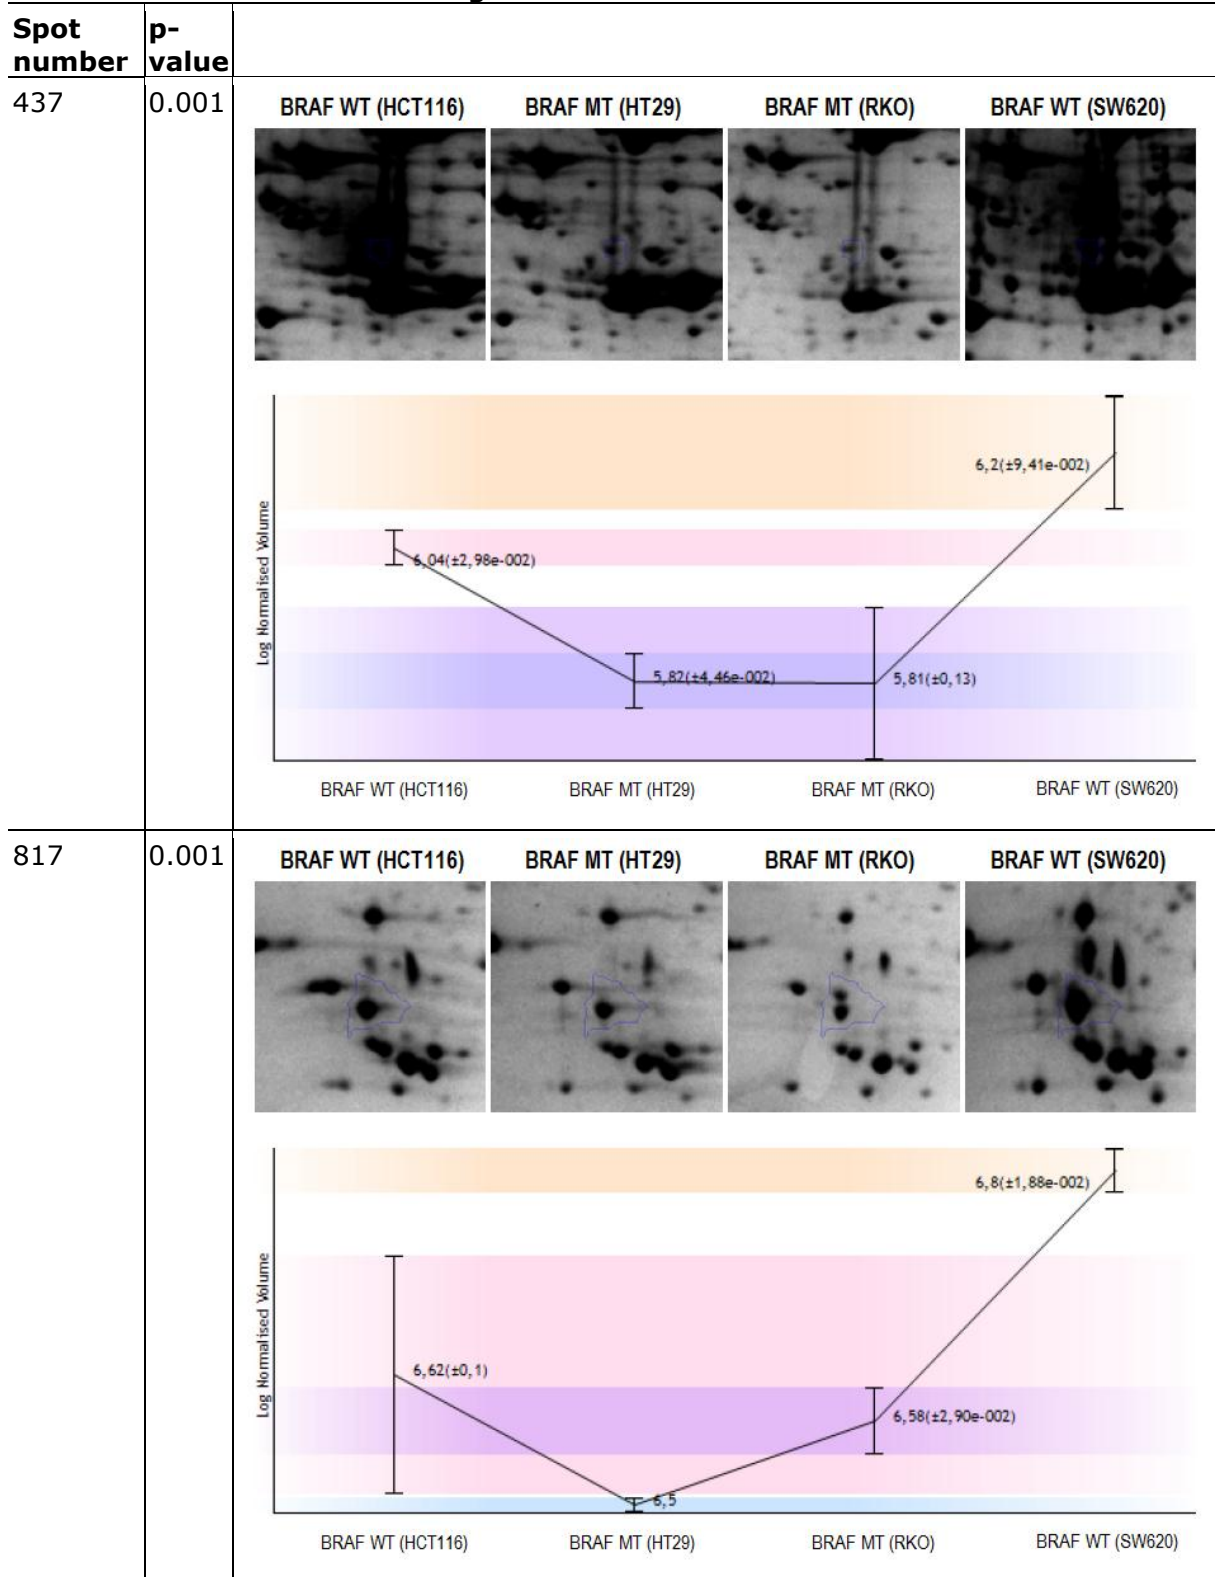 Spot number
p-value
437
0.001
BRAF WT (HCT116)
BRAF MT (HT29)
BRAF MT (RKO)
BRAF WT (SW620)
Log Normalised Volume
6,04(±2,98e-002)
5,82(±4,46e-002)
5,81(±0,13)
6,2(±9,41e-002)
BRAF WT (HCT116)
BRAF MT (HT29)
BRAF MT (RKO)
BRAF WT (SW620)
817
0.001
BRAF WT (HCT116)
BRAF MT (HT29)
BRAF MT (RKO)
BRAF WT (SW620)
Log Normalised Volume
6,62(±0,1)
6,5
6,58(±2,90e-002)
6,8(±1,88e-002)
BRAF WT (HCT116)
BRAF MT (HT29)
BRAF MT (RKO)
BRAF WT (SW620)